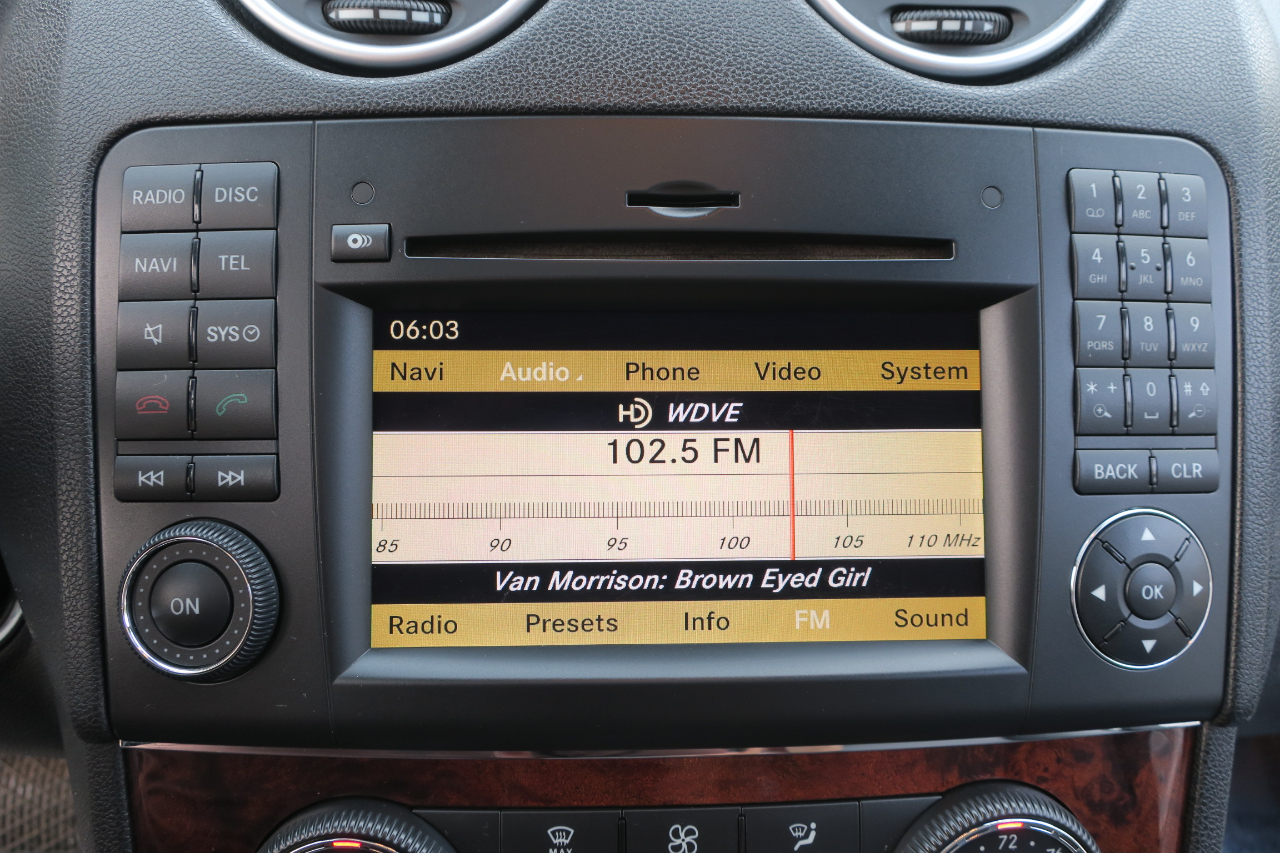 RADIO DISC
NAVI TEL
SYS
ON
06:03
Navi Audio Phone Video System
HD WDVE
102.5 FM
85 90 95 100 105 110 MHz
Van Morrison: Brown Eyed Girl
Radio Presets Info FM Sound
1 2 3
ABC DEF
4 5 6
GHI JKL MNO
7 8 9
PQRS TUV WXYZ
* + 0 #
BACK CLR
OK
MAX
72